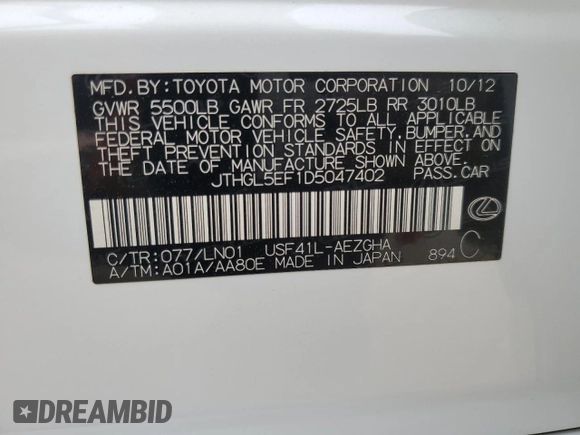 MFD. BY: TOYOTA MOTOR CORPORATION 10/12
GVWR 5500LB GAWR FR 2725LB RR 3010LB
THIS VEHICLE CONFORMS TO ALL APPLICABLE
FEDERAL MOTOR VEHICLE SAFETY, BUMPER, AND
THEFT PREVENTION STANDARDS IN EFFECT ON
THE DATE OF MANUFACTURE SHOWN ABOVE.
JTHGL5EF1D5047402 PASS. CAR
C/TR: 077/LN01 USF41L-AEZGHA
A/TM: A01A/AA80E MADE IN JAPAN 894 C
DREAMBID